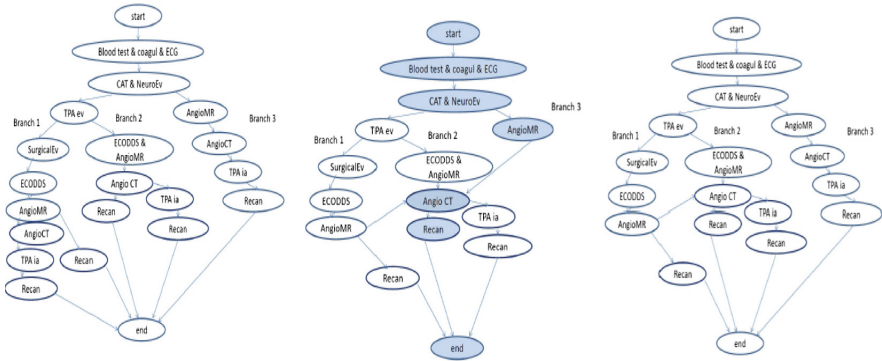 start
Blood test & coagul & ECG
CAT & NeuroEv
TPA ev
AngioMR
Branch 1
Branch 2
Branch 3
SurgicalEv
ECODDS &
AngioMR
AngioCT
ECODDS
Angio CT
TPA ia
AngioMR
Recan
TPA ia
Recan
AngioCT
Recan
TPA ia
Recan
Recan
end
start
Blood test & coagul & ECG
CAT & NeuroEv
Branch 3
TPA ev
AngioMR
Branch 1
Branch 2
SurgicalEv
ECODDS &
AngioMR
ECODDS
Angio CT
TPA ia
AngioMR
Recan
Recan
Recan
end
start
Blood test & coagul & ECG
CAT & NeuroEv
TPA ev
AngioMR
Branch 1
Branch 2
Branch 3
SurgicalEv
ECODDS &
AngioMR
AngioCT
ECODDS
Angio CT
TPA ia
AngioMR
Recan
TPA ia
Recan
Recan
Recan
end